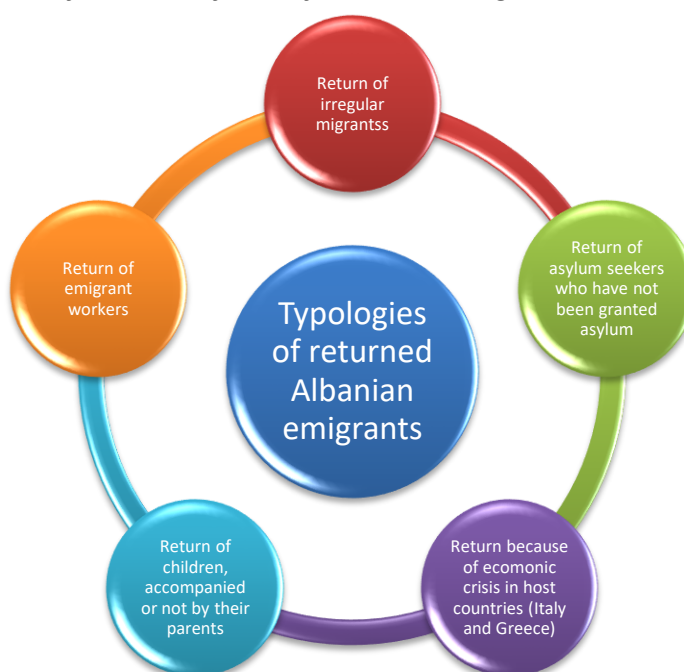 Return of
irregular
migrantss
Return of
asylum seekers
who have not
been granted
asylum
Return because
of ecomonic
crisis in host
countries (Italy
and Greece)
Return of
children,
accompanied
or not by their
parents
Return of
emigrant
workers
Typologies
of returned
Albanian
emigrants